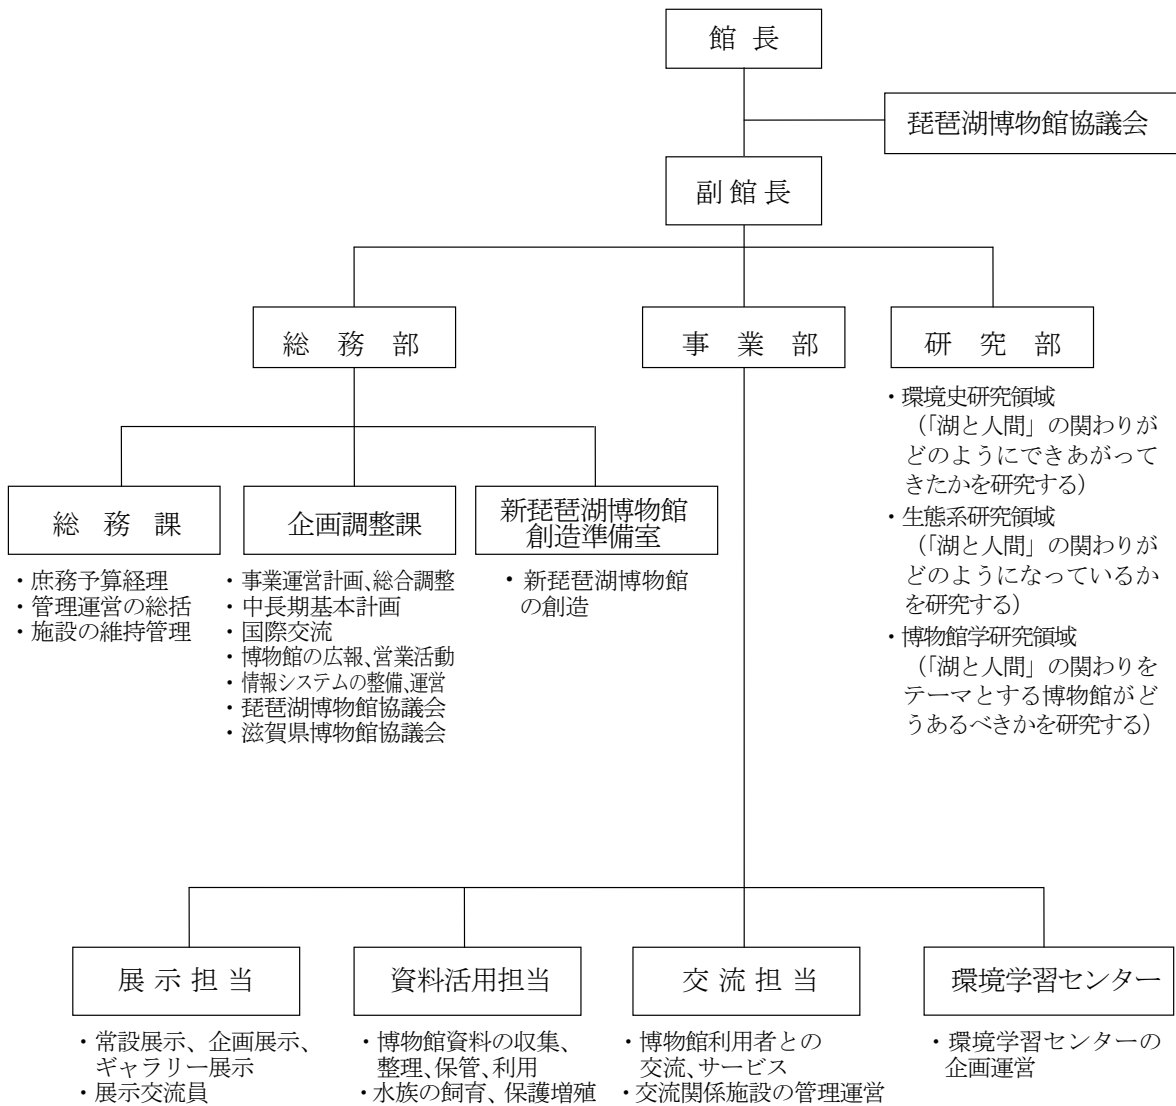 館長
琵琶湖博物館協議会
副館長
総務部
事業部
研究部
・環境史研究領域
（「湖と人間」の関わりが
どのようにできあがって
きたかを研究する）
・生態系研究領域
（「湖と人間」の関わりが
どのようになっているか
を研究する）
・博物館学研究領域
（「湖と人間」の関わりを
テーマとする博物館がど
うあるべきかを研究する）
総務課
・庶務予算経理
・管理運営の総括
・施設の維持管理
企画調整課
・事業運営計画、総合調整
・中長期基本計画
・国際交流
・博物館の広報、営業活動
・情報システムの整備、運営
・琵琶湖博物館協議会
・滋賀県博物館協議会
新琵琶湖博物館
創造準備室
・新琵琶湖博物館
の創造
展示担当
・常設展示、企画展示、
ギャラリー展示
・展示交流員
資料活用担当
・博物館資料の収集、
整理、保管、利用
・水族の飼育、保護増殖
交流担当
・博物館利用者との
交流、サービス
・交流関係施設の管理運営
環境学習センター
・環境学習センターの
企画運営